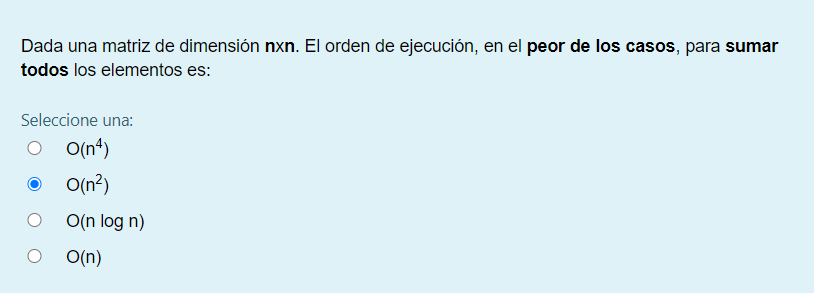 Dada una matriz de dimensión nxn. El orden de ejecución, en el peor de los casos, para sumar
todos los elementos es:
Seleccione una:
O(n⁴)
O(n²)
O(n log n)
O(n)